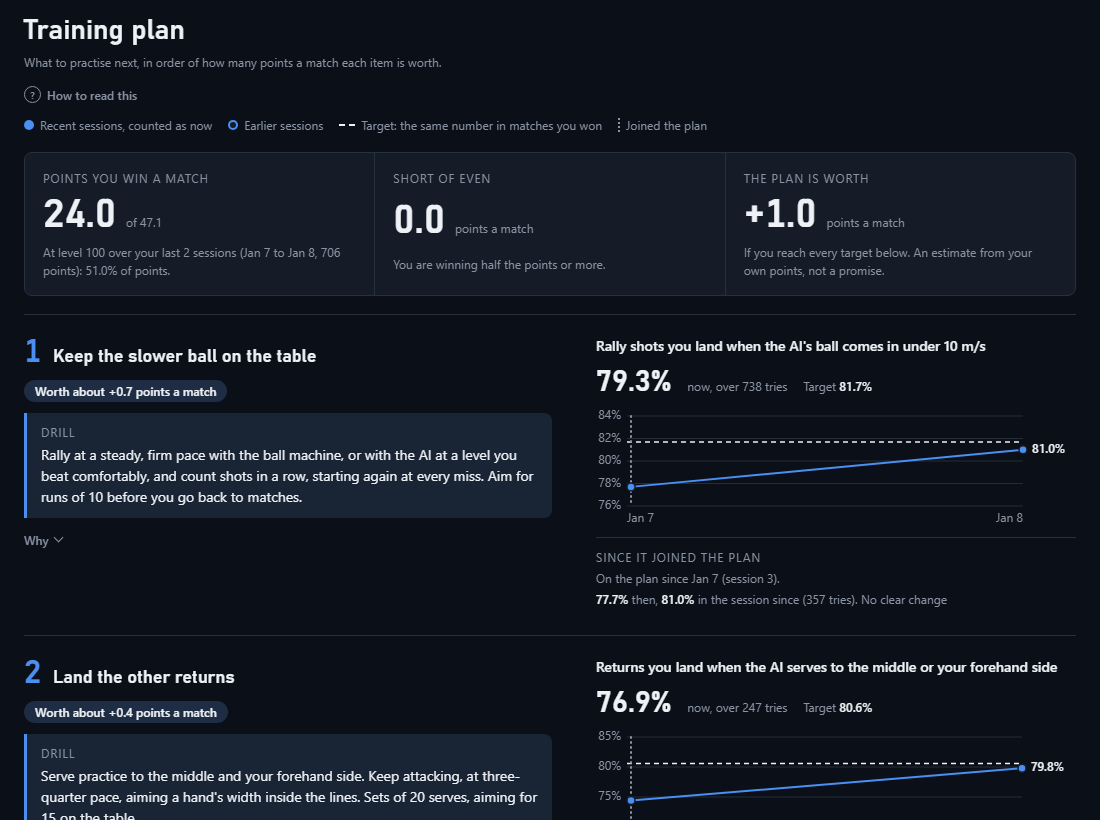 Training plan
What to practise next, in order of how many points a match each item is worth.
? How to read this
Recent sessions, counted as now
Earlier sessions
Target: the same number in matches you won
Joined the plan
POINTS YOU WIN A MATCH
24.0 of 47.1
At level 100 over your last 2 sessions (Jan 7 to Jan 8, 706
points): 51.0% of points.
SHORT OF EVEN
0.0 points a match
You are winning half the points or more.
THE PLAN IS WORTH
+1.0 points a match
If you reach every target below. An estimate from your
own points, not a promise.
1 Keep the slower ball on the table
Worth about +0.7 points a match
DRILL
Rally at a steady, firm pace with the ball machine, or with the AI at a level you
beat comfortably, and count shots in a row, starting again at every miss. Aim for
runs of 10 before you go back to matches.
Why
Rally shots you land when the AI's ball comes in under 10 m/s
79.3% now, over 738 tries Target 81.7%
84%
82%
80%
78%
76%
81.0%
Jan 7
Jan 8
SINCE IT JOINED THE PLAN
On the plan since Jan 7 (session 3).
77.7% then, 81.0% in the session since (357 tries). No clear change
2 Land the other returns
Worth about +0.4 points a match
DRILL
Serve practice to the middle and your forehand side. Keep attacking, at three-
quarter pace, aiming a hand's width inside the lines. Sets of 20 serves, aiming for
15 on the table.
Returns you land when the AI serves to the middle or your forehand side
76.9% now, over 247 tries Target 80.6%
85%
80%
75%
79.8%